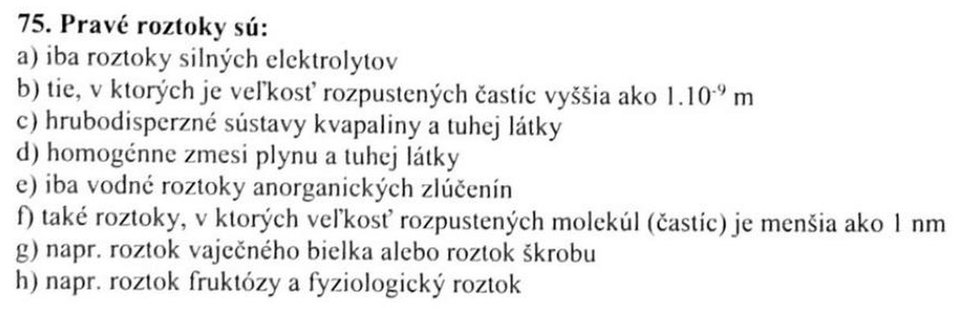 75. Pravé roztoky sú:
a) iba roztoky silných elektrolytov
b) tie, v ktorých je veľkosť rozpustených častíc vyššia ako 1.10⁻⁹ m
c) hrubodisperzné sústavy kvapaliny a tuhej látky
d) homogénne zmesi plynu a tuhej látky
e) iba vodné roztoky anorganických zlúčenín
f) také roztoky, v ktorých veľkosť rozpustených molekúl (častíc) je menšia ako 1 nm
g) napr. roztok vaječného bielka alebo roztok škrobu
h) napr. roztok fruktózy a fyziologický roztok